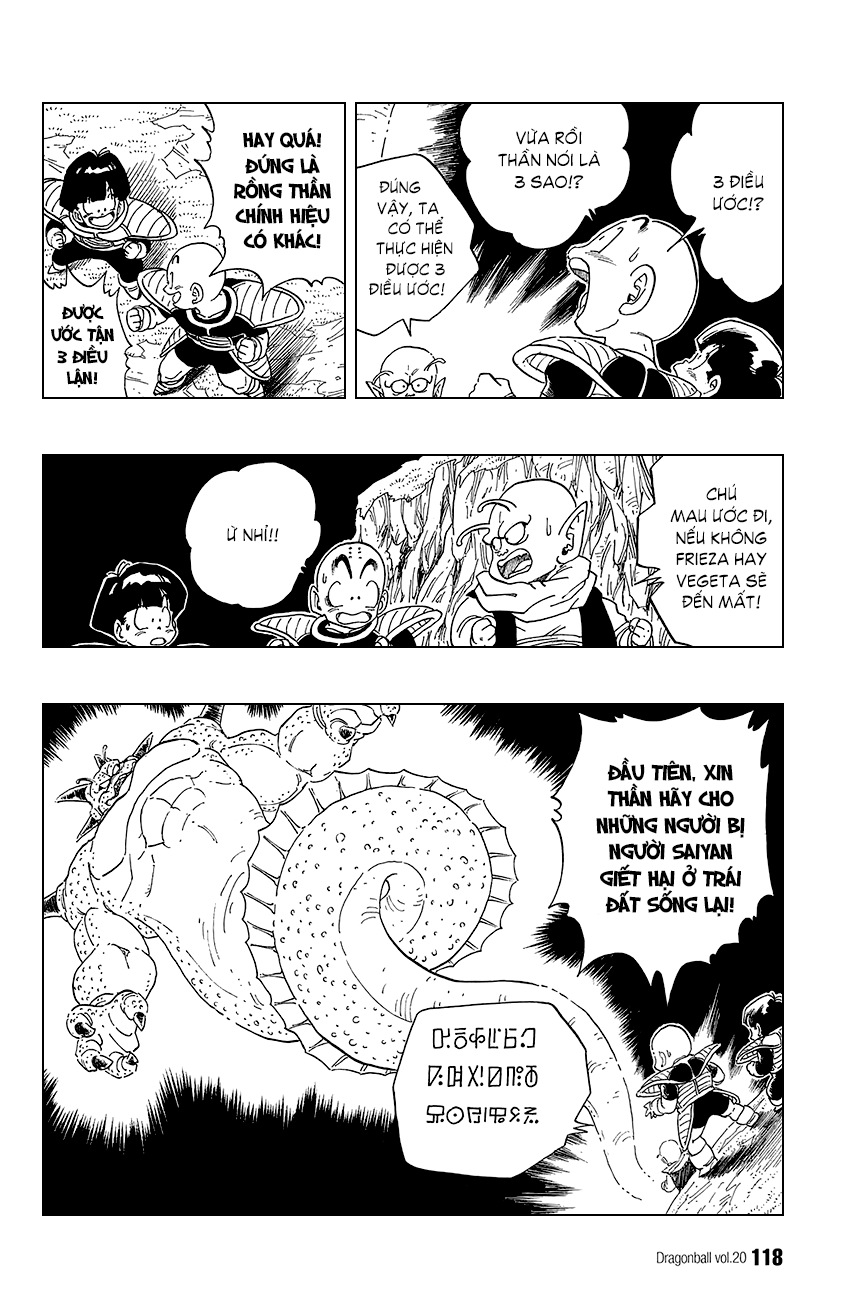 3 ĐIỀU
ƯỚC!?
VỪA RỒI
THẦN NÓI LÀ
3 SAO!?
ĐÚNG
VẬY, TA
CÓ THỂ
THỰC HIỆN
ĐƯỢC 3
ĐIỀU ƯỚC!
HAY QUÁ!
ĐÚNG LÀ
RỒNG THẦN
CHÍNH HIỆU
CÓ KHÁC!
ĐƯỢC
ƯỚC TẬN
3 ĐIỀU
LẬN!
CHÚ
MAU ƯỚC ĐI,
NẾU KHÔNG
FRIEZA HAY
VEGETA SẼ
ĐẾN MẤT!
Ừ NHỈ!!
ĐẦU TIÊN, XIN
THẦN HÃY CHO
NHỮNG NGƯỜI BỊ
NGƯỜI SAIYAN
GIẾT HẠI Ở TRÁI
ĐẤT SỐNG LẠI!
Dragonball vol.20 118